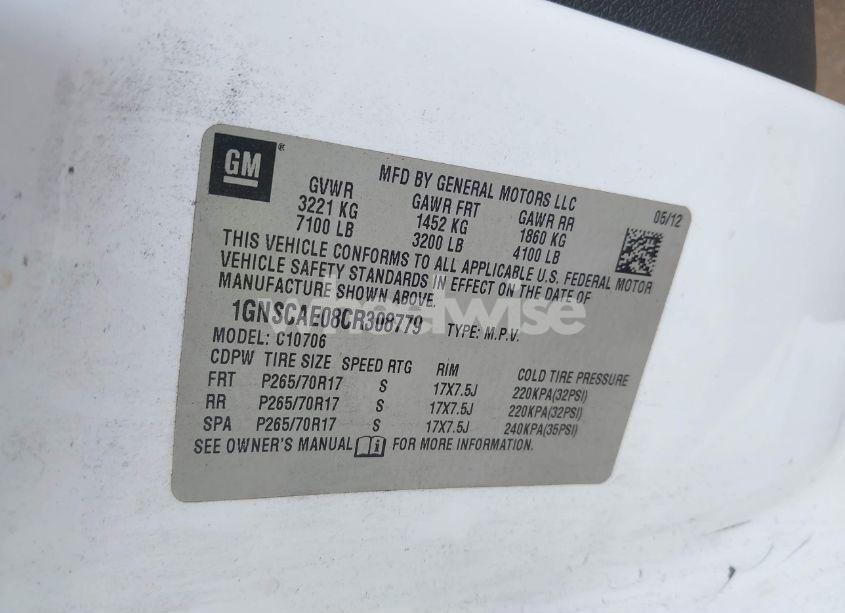 GM
MFD BY GENERAL MOTORS LLC
05/12
GVWR GAWR FRT GAWR RR
3221 KG 1452 KG 1860 KG
7100 LB 3200 LB 4100 LB
THIS VEHICLE CONFORMS TO ALL APPLICABLE U.S. FEDERAL MOTOR
VEHICLE SAFETY STANDARDS IN EFFECT ON THE DATE OF
MANUFACTURE SHOWN ABOVE.
1GNSCAE08CR308779 TYPE: M.P.V.
wheelwise
MODEL: C10706
CDPW TIRE SIZE SPEED RTG RIM COLD TIRE PRESSURE
FRT P265/70R17 S 17X7.5J 220KPA(32PSI)
RR P265/70R17 S 17X7.5J 220KPA(32PSI)
SPA P265/70R17 S 17X7.5J 240KPA(35PSI)
SEE OWNER'S MANUAL FOR MORE INFORMATION.